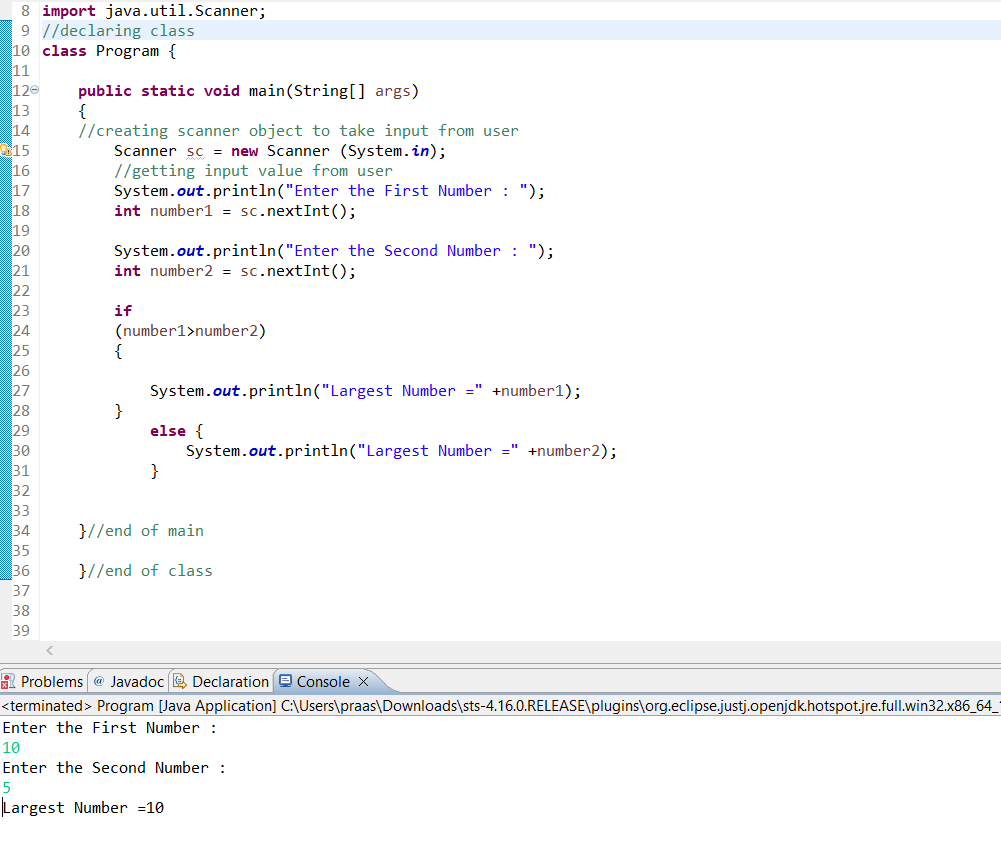 8 import java.util.Scanner;
9 //declaring class
10 class Program {
11
12 public static void main(String[] args)
13 {
14 //creating scanner object to take input from user
15 Scanner sc = new Scanner (System.in);
16 //getting input value from user
17 System.out.println("Enter the First Number : ");
18 int number1 = sc.nextInt();
19
20 System.out.println("Enter the Second Number : ");
21 int number2 = sc.nextInt();
22
23 if
24 (number1>number2)
25 {
26
27 System.out.println("Largest Number =" +number1);
28 }
29 else {
30 System.out.println("Largest Number =" +number2);
31 }
32
33
34 }//end of main
35
36 }//end of class
37
38
39
Problems @ Javadoc Declaration Console
<terminated> Program [Java Application] C:\Users\praas\Downloads\sts-4.16.0.RELEASE\plugins\org.eclipse.justj.openjdk.hotspot.jre.full.win32.x86_64_
Enter the First Number :
10
Enter the Second Number :
5
Largest Number =10